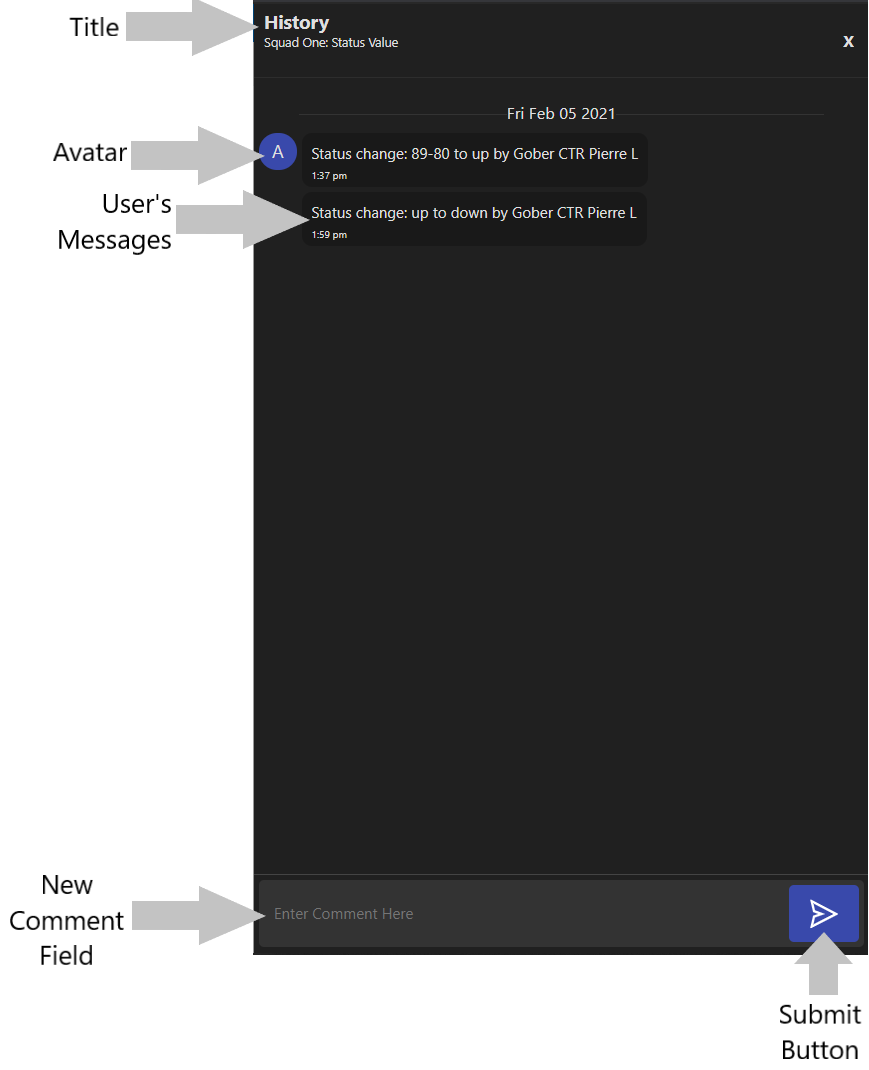 Title
History
Squad One: Status Value
X
Fri Feb 05 2021
Avatar
A
Status change: 89-80 to up by Gober CTR Pierre L
1:37 pm
User's
Messages
Status change: up to down by Gober CTR Pierre L
1:59 pm
New
Comment
Field
Enter Comment Here
Submit
Button